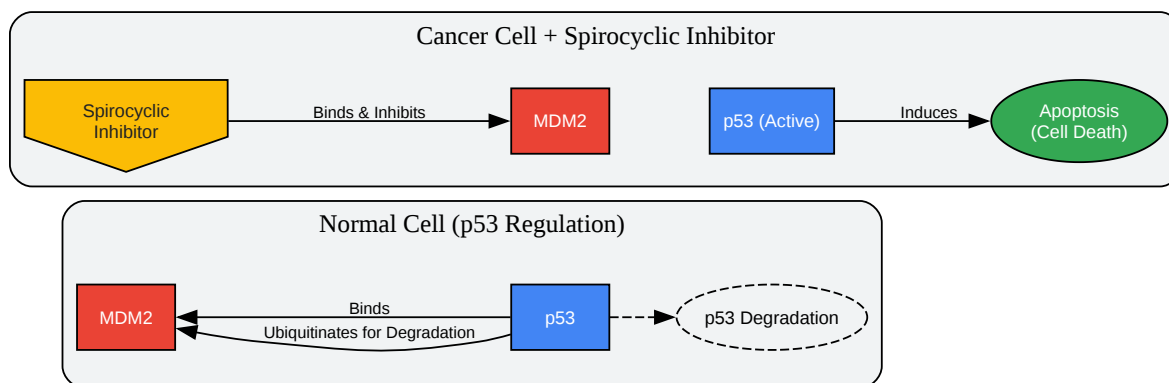 Cancer Cell + Spirocyclic Inhibitor
Spirocyclic
Inhibitor
Binds & Inhibits
MDM2
p53 (Active)
Induces
Apoptosis
(Cell Death)
Normal Cell (p53 Regulation)
MDM2
Binds
Ubiquitinates for Degradation
p53
p53 Degradation